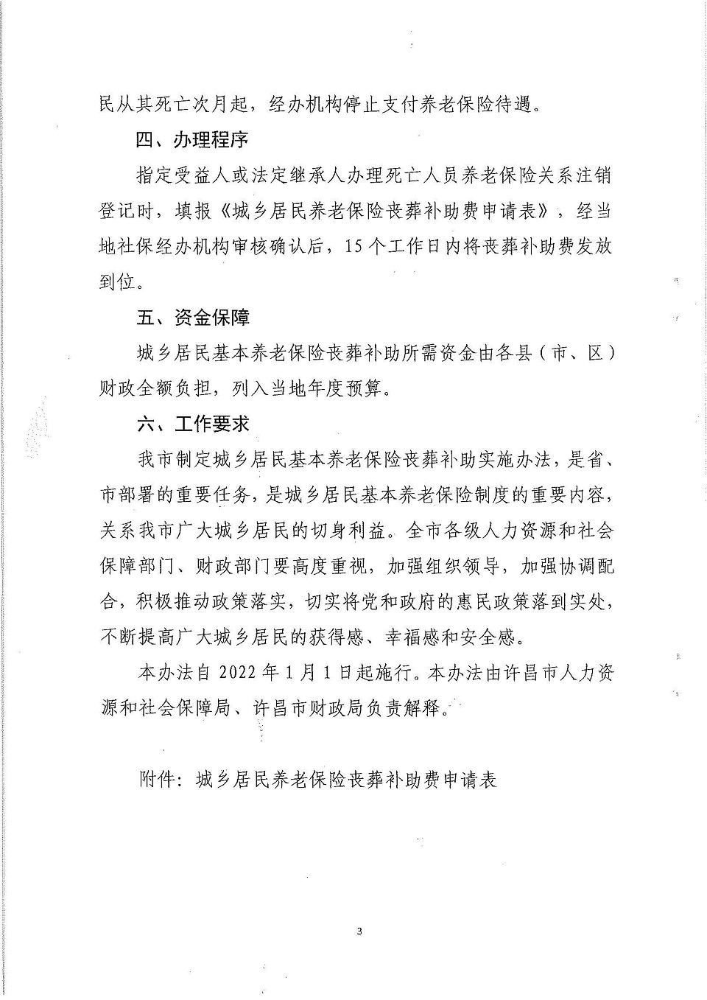 民从其死亡次月起，经办机构停止支付养老保险待遇。
四、办理程序
指定受益人或法定继承人办理死亡人员养老保险关系注销
登记时，填报《城乡居民养老保险丧葬补助费申请表》，经当
地社保经办机构审核确认后，15个工作日内将丧葬补助费发放
到位。
五、资金保障
城乡居民基本养老保险丧葬补助所需资金由各县（市、区）
财政全额负担，列入当地年度预算。
六、工作要求
我市制定城乡居民基本养老保险丧葬补助实施办法，是省、
市部署的重要任务，是城乡居民基本养老保险制度的重要内容，
关系我市广大城乡居民的切身利益。全市各级人力资源和社会
保障部门、财政部门要高度重视，加强组织领导，加强协调配
合，积极推动政策落实，切实将党和政府的惠民政策落到实处，
不断提高广大城乡居民的获得感、幸福感和安全感。
本办法自2022年1月1日起施行。本办法由许昌市人力资
源和社会保障局、许昌市财政局负责解释。
附件：城乡居民养老保险丧葬补助费申请表
3